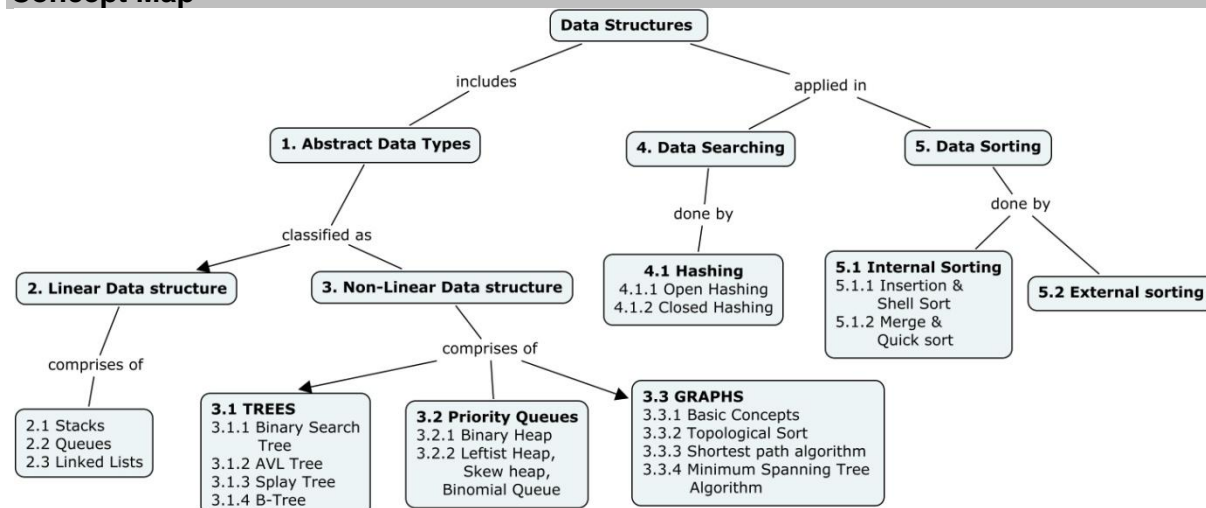 Concept Map
Data Structures
includes
applied in
1. Abstract Data Types
4. Data Searching
5. Data Sorting
done by
done by
classified as
4.1 Hashing
4.1.1 Open Hashing
4.1.2 Closed Hashing
5.1 Internal Sorting
5.1.1 Insertion &
Shell Sort
5.1.2 Merge &
Quick sort
5.2 External sorting
2. Linear Data structure
3. Non-Linear Data structure
comprises of
comprises of
2.1 Stacks
2.2 Queues
2.3 Linked Lists
3.1 TREES
3.1.1 Binary Search
Tree
3.1.2 AVL Tree
3.1.3 Splay Tree
3.1.4 B-Tree
3.2 Priority Queues
3.2.1 Binary Heap
3.2.2 Leftist Heap,
Skew heap,
Binomial Queue
3.3 GRAPHS
3.3.1 Basic Concepts
3.3.2 Topological Sort
3.3.3 Shortest path algorithm
3.3.4 Minimum Spanning Tree
Algorithm